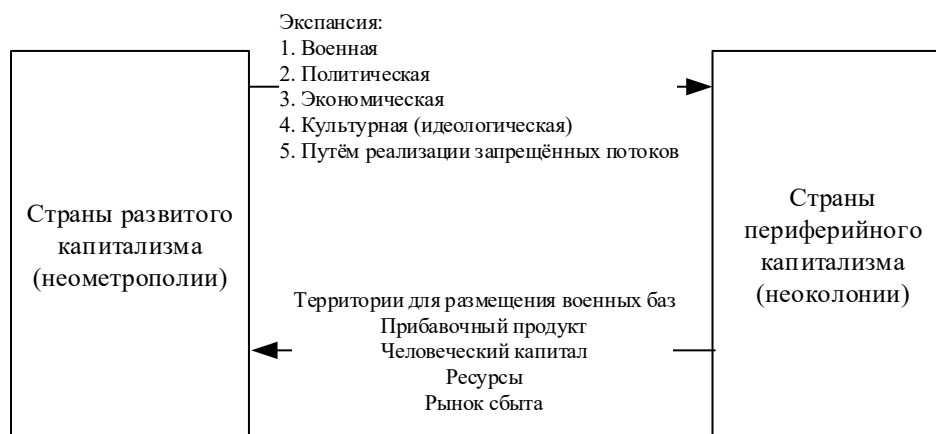 Экспансия:
1. Военная
2. Политическая
3. Экономическая
4. Культурная (идеологическая)
5. Путём реализации запрещённых потоков
Страны развитого
капитализма
(неометрополии)
Страны
периферийного
капитализма
(неоколонии)
Территории для размещения военных баз
Прибавочный продукт
Человеческий капитал
Ресурсы
Рынок сбыта